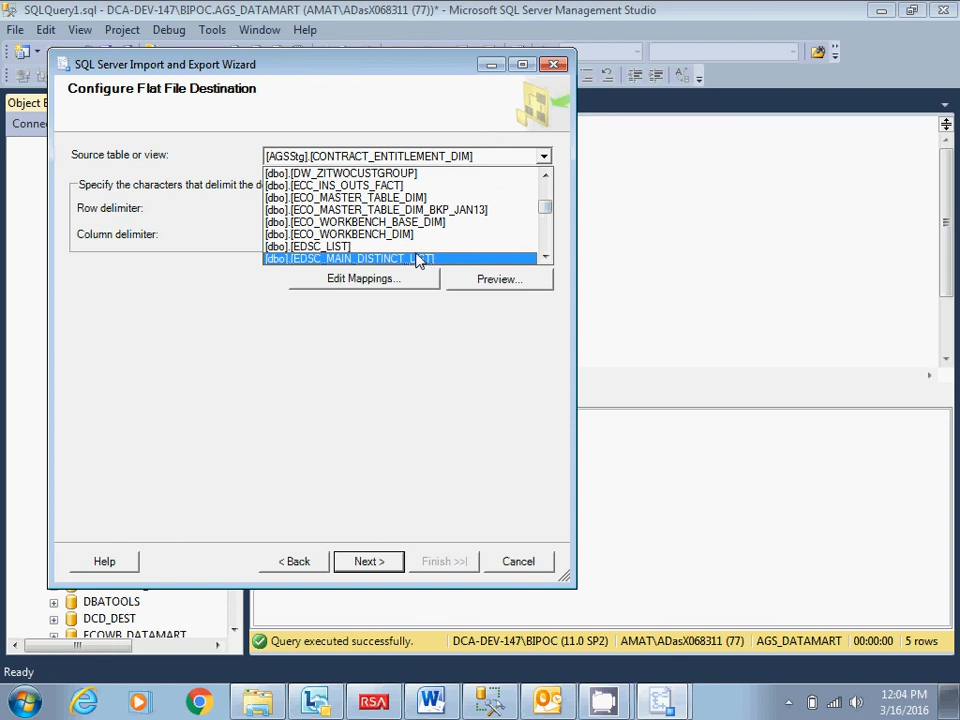 SQLQuery1.sql - DCA-DEV-147\BIPOC.AGS_DATAMART (AMAT\ADasX068311 (77))* - Microsoft SQL Server Management Studio
File Edit View Project Debug Tools Window Help
SQL Server Import and Export Wizard
Configure Flat File Destination
Object E
Conne
Source table or view:
[AGSStg].[CONTRACT_ENTITLEMENT_DIM]
[dbo].[DW_ZITWOCUSTGROUP]
Specify the characters that delimit the d
[dbo].[ECC_INS_OUTS_FACT]
[dbo].[ECO_MASTER_TABLE_DIM]
Row delimiter:
[dbo].[ECO_MASTER_TABLE_DIM_BKP_JAN13]
[dbo].[ECO_WORKBENCH_BASE_DIM]
Column delimiter:
[dbo].[ECO_WORKBENCH_DIM]
[dbo].[EDSC_LIST]
[dbo].[EDSC_MAIN_DISTINCT_LIST]
Edit Mappings... Preview...
Help < Back Next > Finish >>| Cancel
DBATOOLS
DCD_DEST
ECOWB_DATAMART
Query executed successfully. DCA-DEV-147\BIPOC (11.0 SP2) AMAT\ADasX068311 (77) AGS_DATAMART 00:00:00 5 rows
Ready
RSA
12:04 PM
3/16/2016